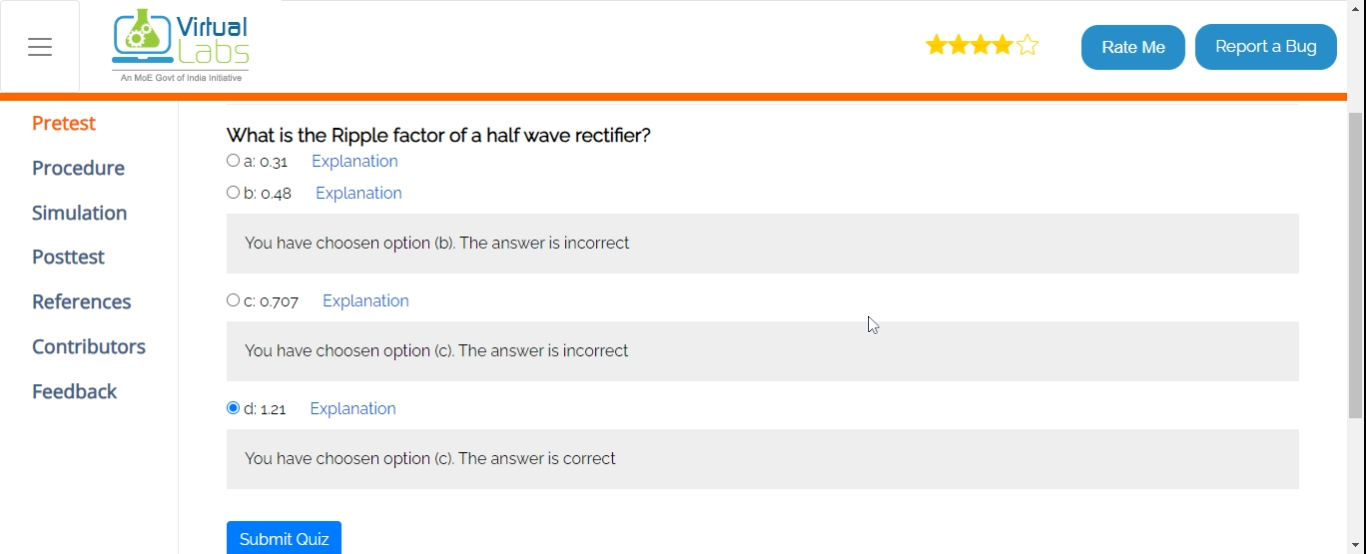 Virtual
Labs
An MoE Govt of India Initiative
Rate Me
Report a Bug
Pretest
Procedure
Simulation
Posttest
References
Contributors
Feedback
What is the Ripple factor of a half wave rectifier?
a: 0.31 Explanation
b: 0.48 Explanation
You have choosen option (b). The answer is incorrect
c: 0.707 Explanation
You have choosen option (c). The answer is incorrect
d: 1.21 Explanation
You have choosen option (c). The answer is correct
Submit Quiz